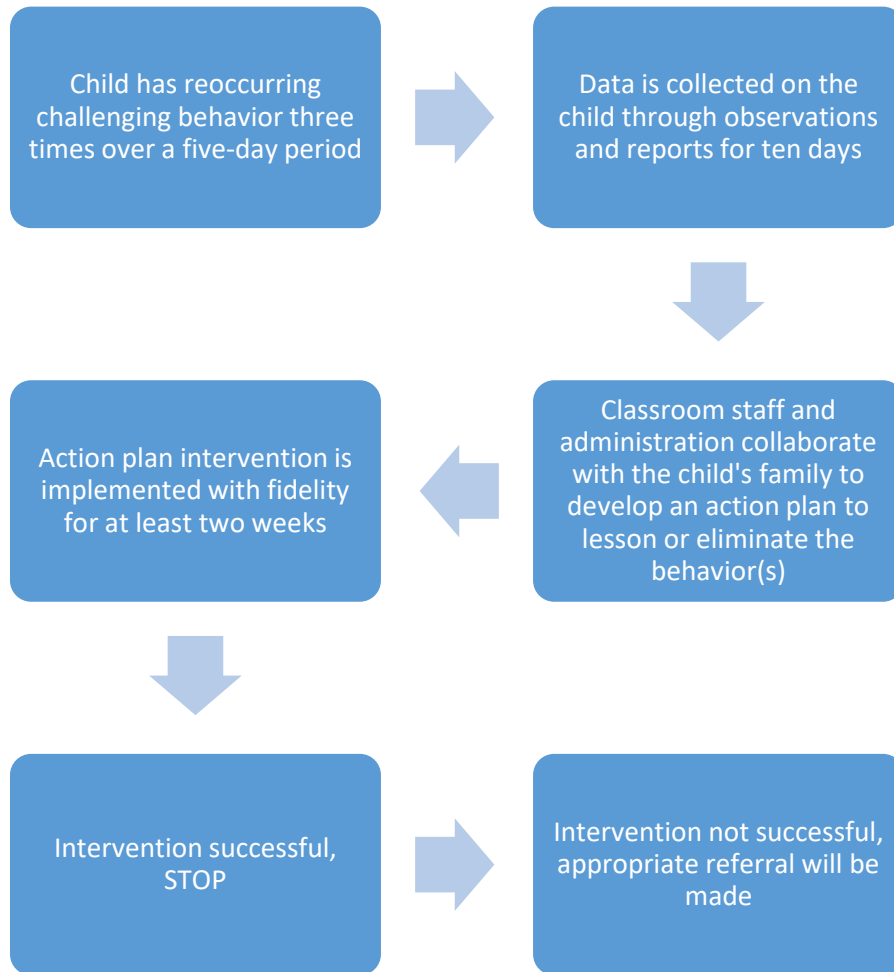 Child has reoccurring
challenging behavior three
times over a five-day period
Data is collected on the
child through observations
and reports for ten days
Classroom staff and
administration collaborate
with the child's family to
develop an action plan to
lesson or eliminate the
behavior(s)
Action plan intervention is
implemented with fidelity
for at least two weeks
Intervention successful,
STOP
Intervention not successful,
appropriate referral will be
made